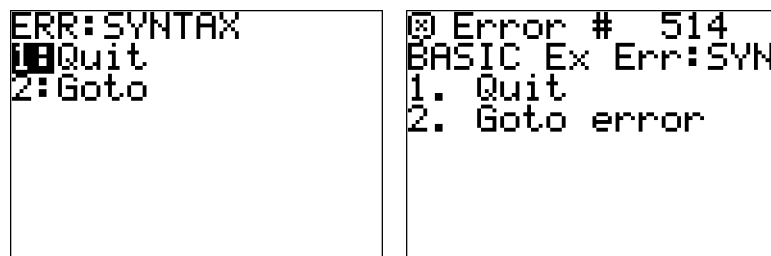 ERR:SYNTAX
1:Quit
2:Goto
ⓧ Error # 514
BASIC Ex Err:SYN
1. Quit
2. Goto error